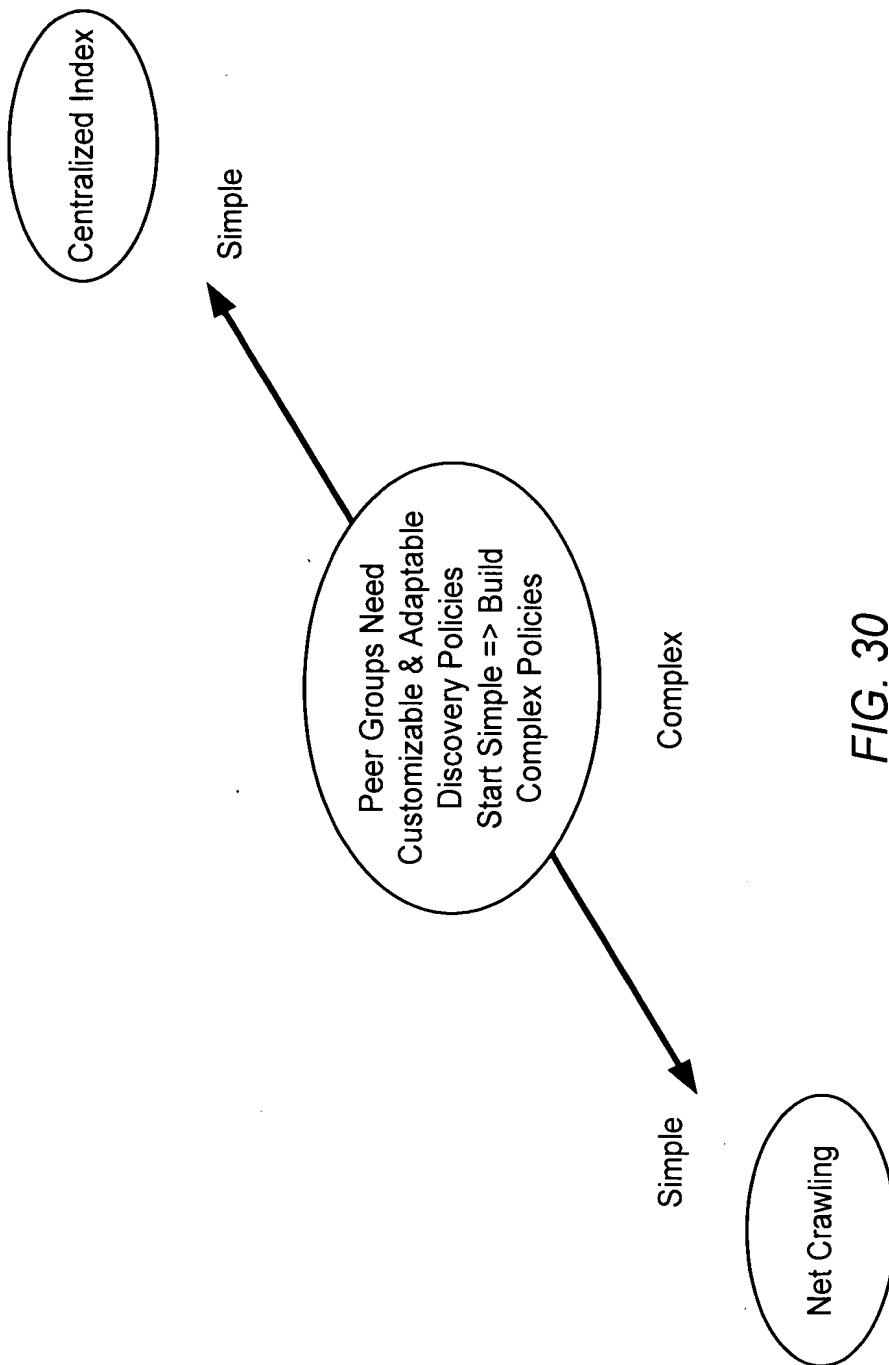 Centralized Index
Simple
Peer Groups Need
Customizable & Adaptable
Discovery Policies
Start Simple => Build
Complex Policies
Complex
Simple
Net Crawling
FIG. 30